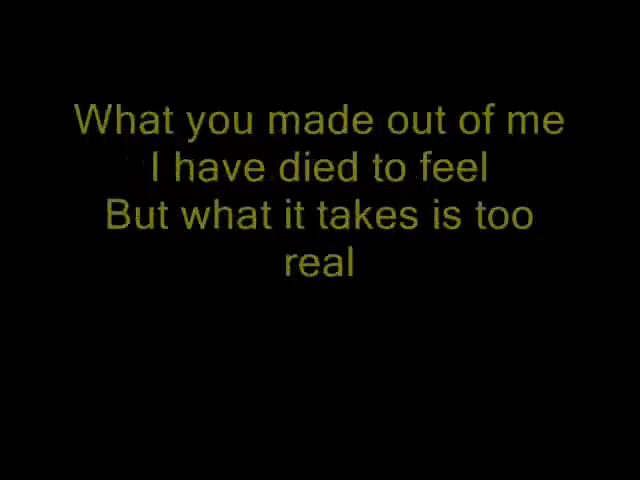 What you made out of me
I have died to feel
But what it takes is too
real